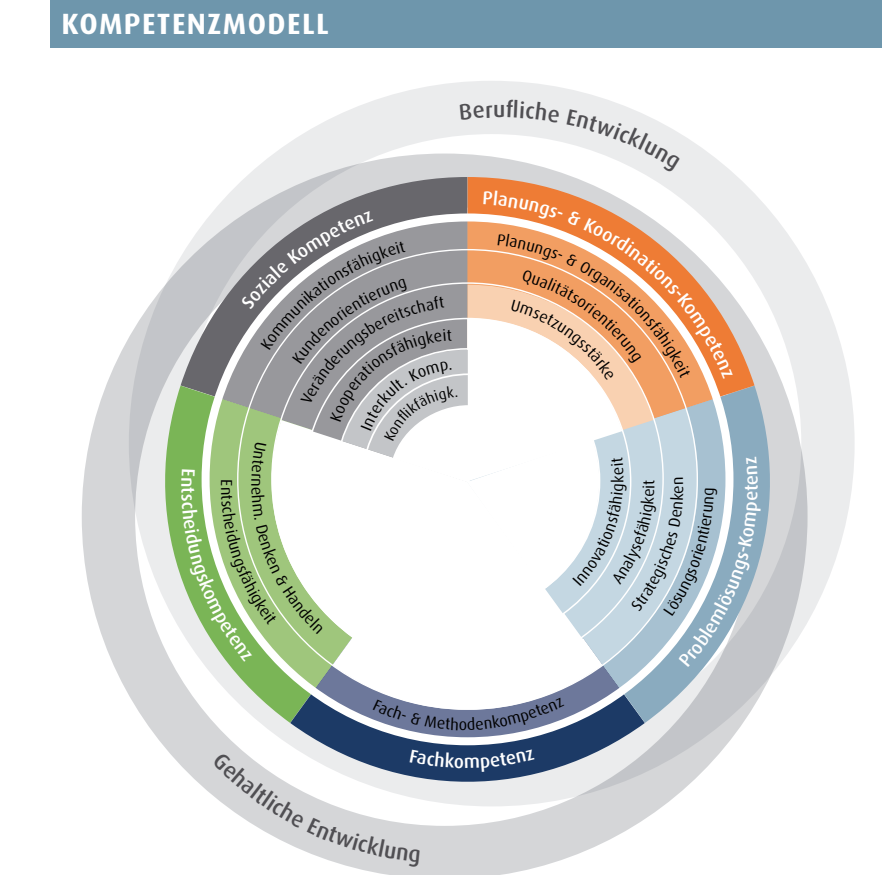 KOMPETENZMODELL
Berufliche Entwicklung
Soziale Kompetenz
Kommunikationsfähigkeit
Kundenorientierung
Veränderungsbereitschaft
Kooperationsfähigkeit
Interkult. Komp.
Konflikfähigk.
Planungs- & Koordinations-Kompetenz
Planungs- & Organisationsfähigkeit
Qualitätsorientierung
Umsetzungsstärke
Problemlösungs-Kompetenz
Lösungsorientierung
Strategisches Denken
Analysefähigkeit
Innovationsfähigkeit
Fach- & Methodenkompetenz
Fachkompetenz
Entscheidungskompetenz
Entscheidungsfähigkeit
Unternehm. Denken & Handeln
Gehaltliche Entwicklung